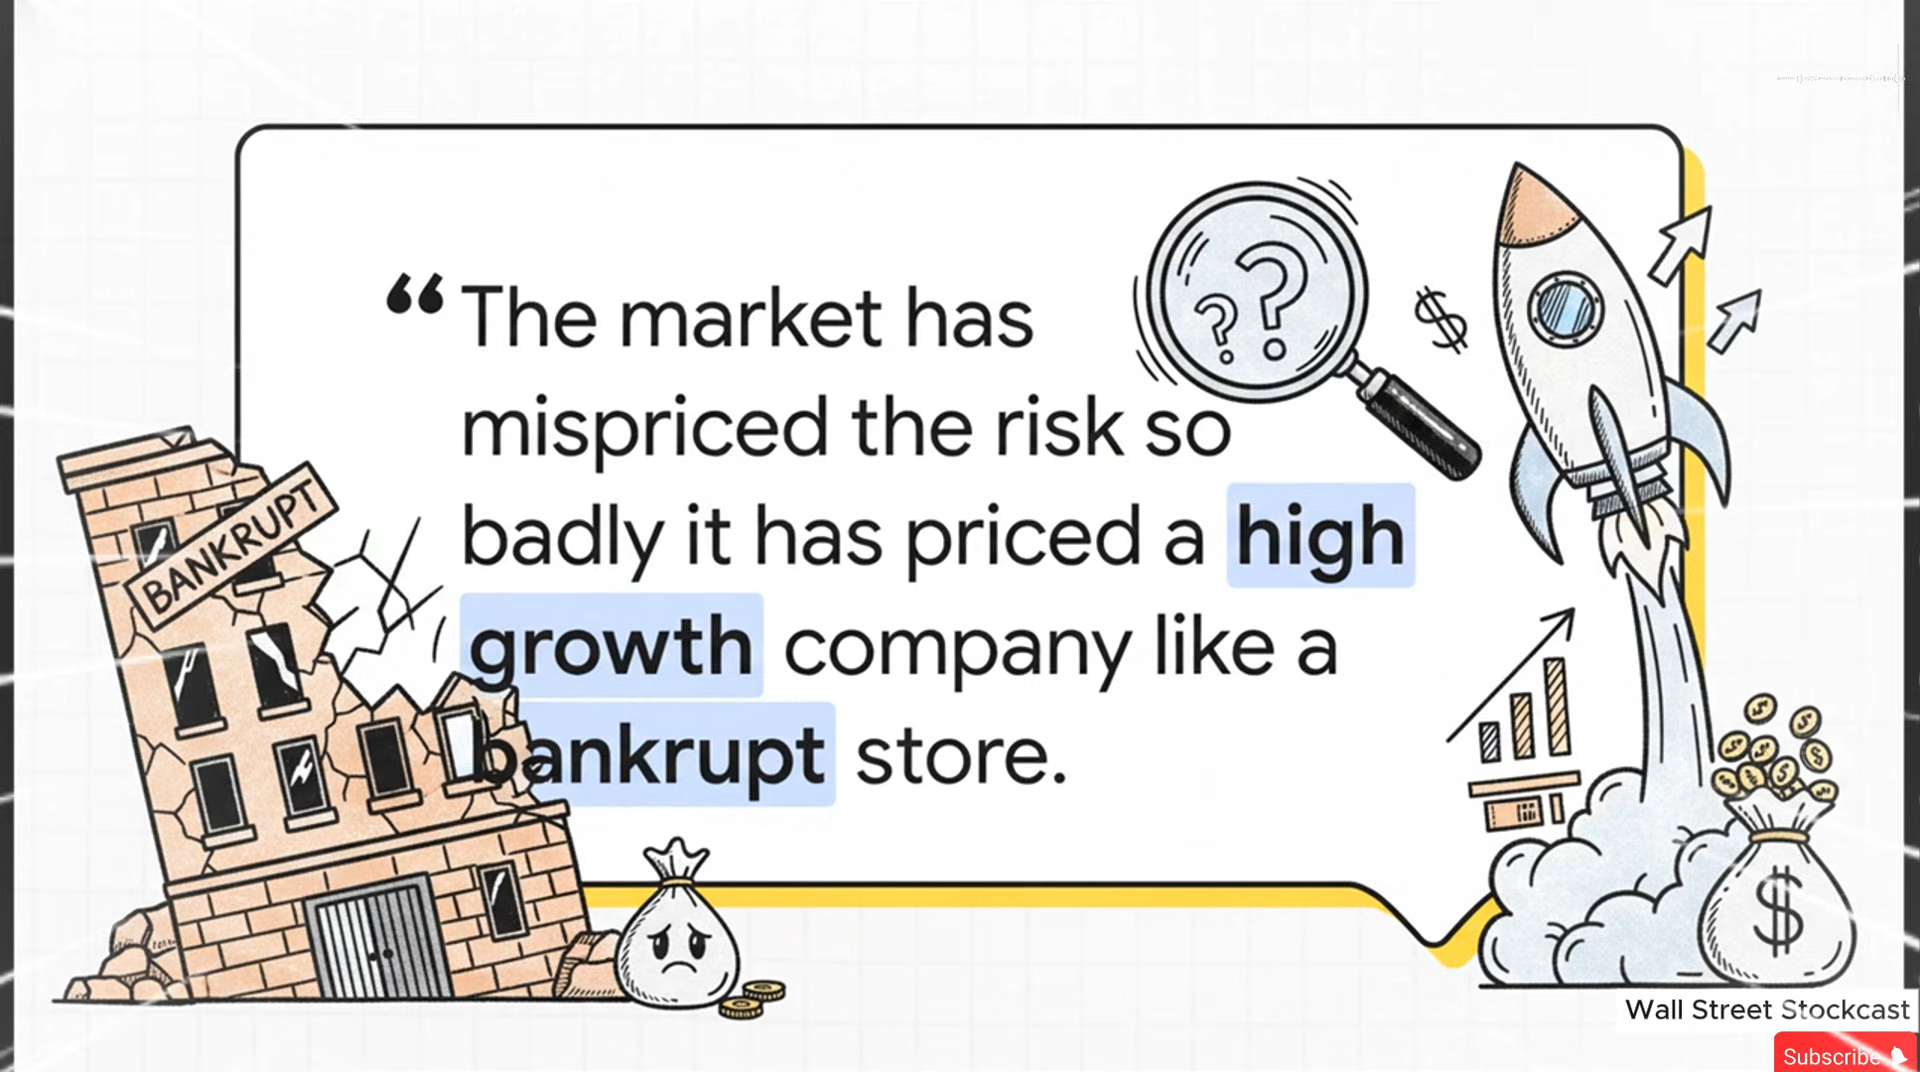 “The market has
mispriced the risk so
badly it has priced a high
growth company like a
bankrupt store.
BANKRUPT
??
$
$
Wall Street Stockcast
Subscribe